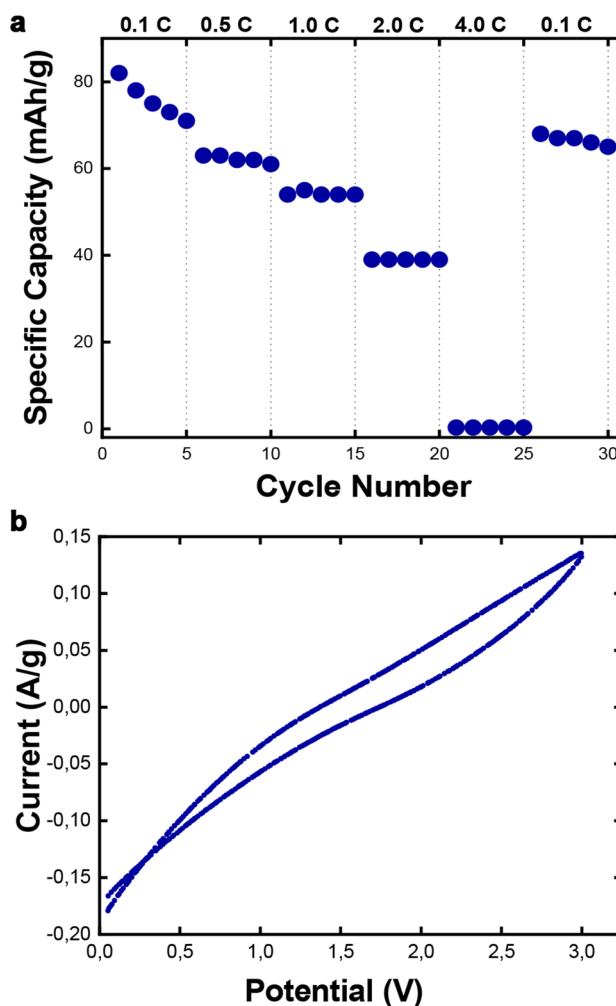 a
0.1 C 0.5 C 1.0 C 2.0 C 4.0 C 0.1 C
Specific Capacity (mAh/g)
80
60
40
20
0
0 5 10 15 20 25 30
Cycle Number
b
Current (A/g)
0,15
0,10
0,05
0,00
-0,05
-0,10
-0,15
-0,20
0,0 0,5 1,0 1,5 2,0 2,5 3,0
Potential (V)